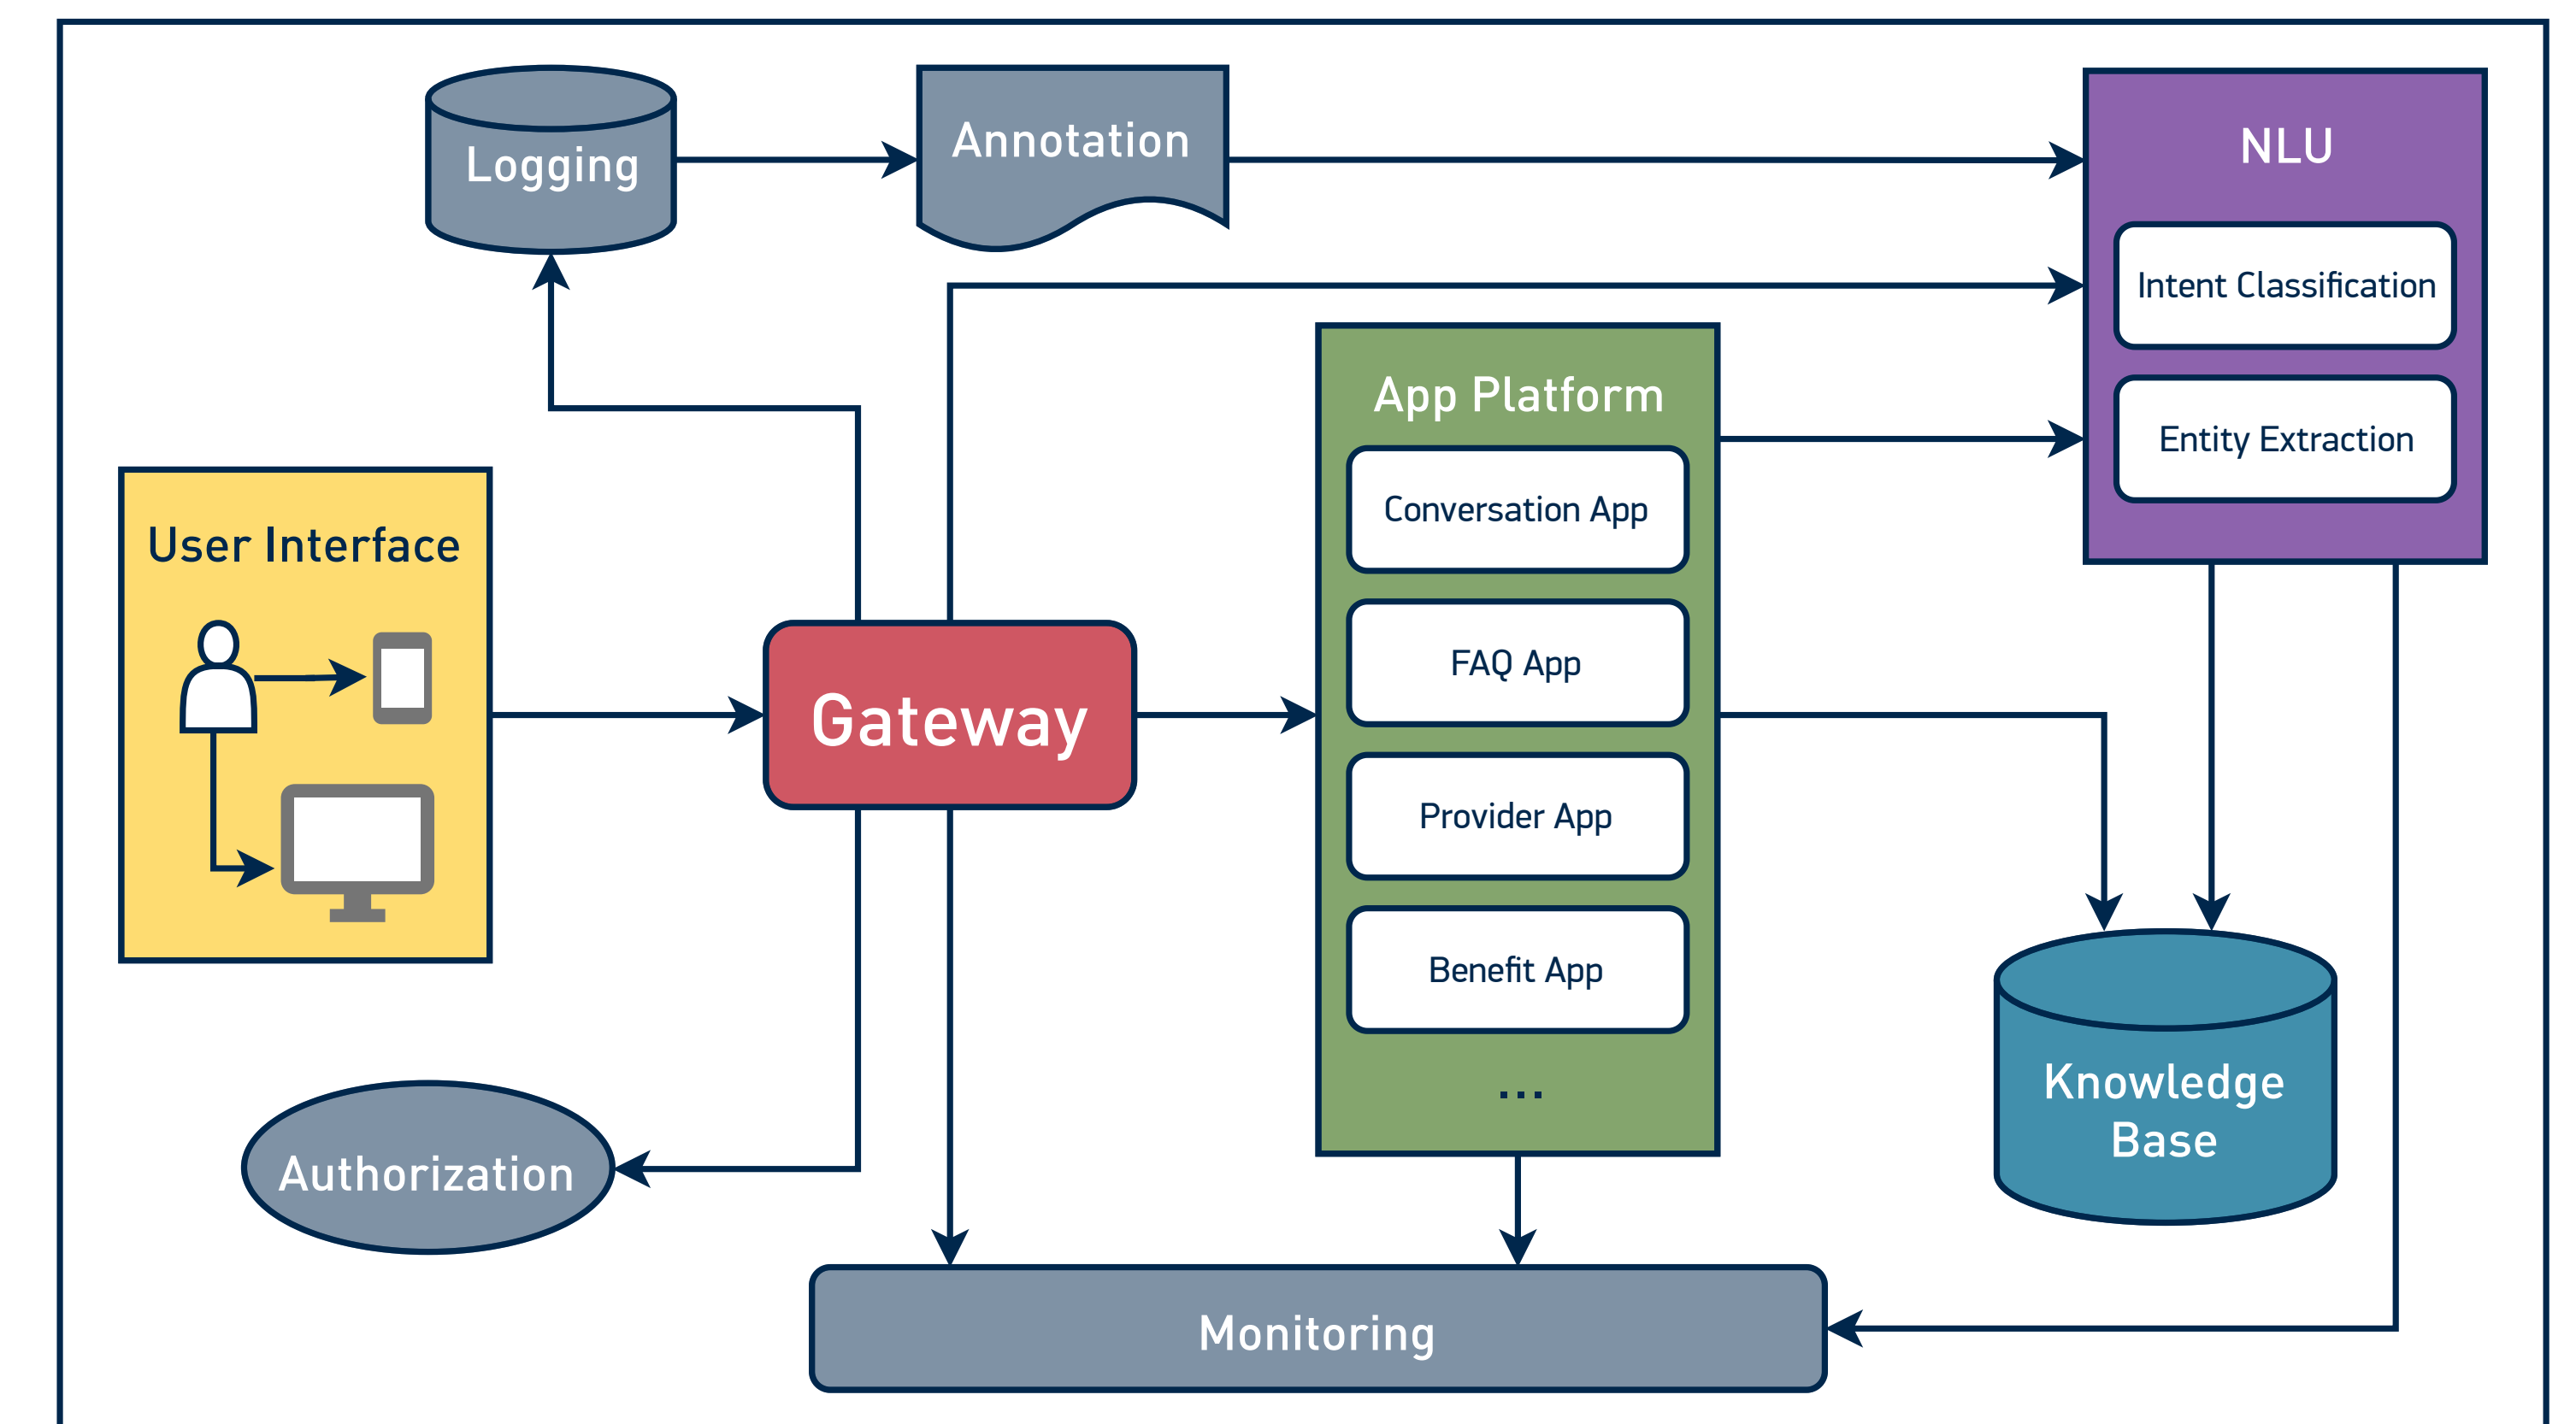 Logging
Annotation
NLU
Intent Classification
Entity Extraction
App Platform
Conversation App
FAQ App
Provider App
Benefit App
...
User Interface
Gateway
Authorization
Knowledge
Base
Monitoring